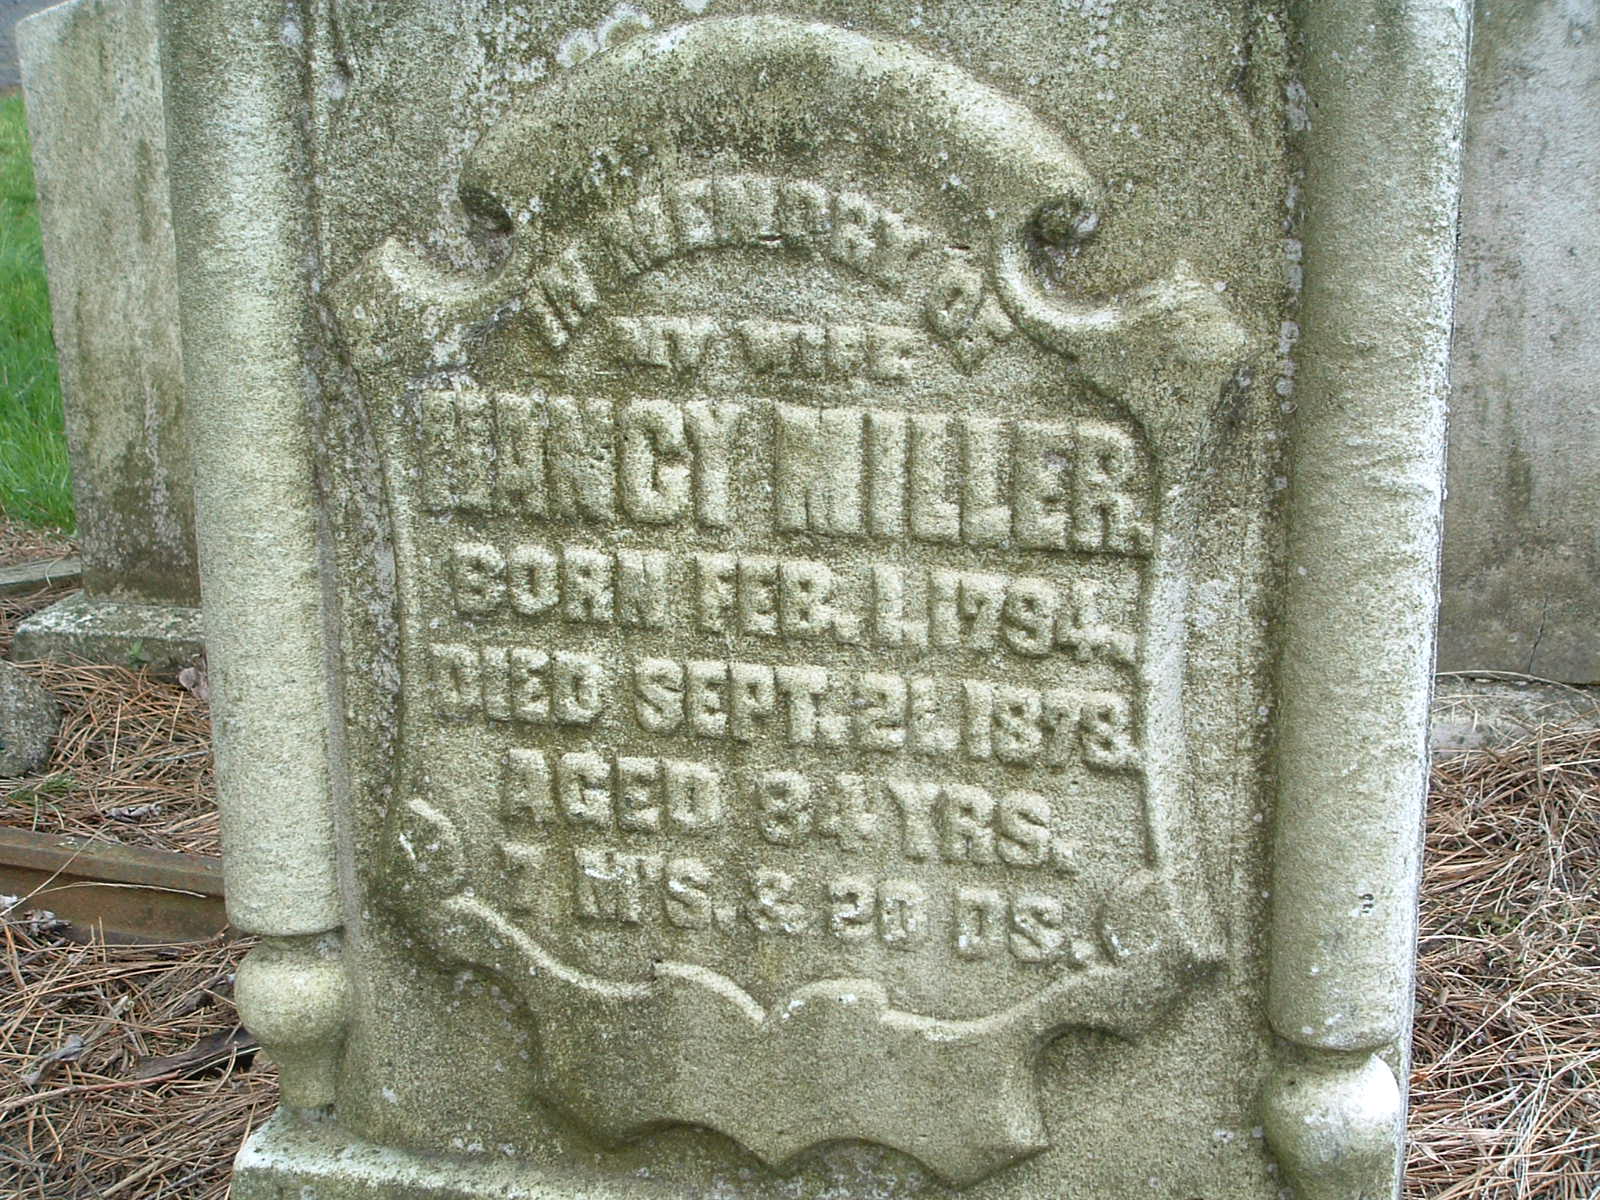 IN MEMORY OF
MY WIFE
NANCY MILLER.
BORN FEB. 1. 1794.
DIED SEPT. 21. 1878.
AGED 84 YRS.
7 M'S. & 20 DS.